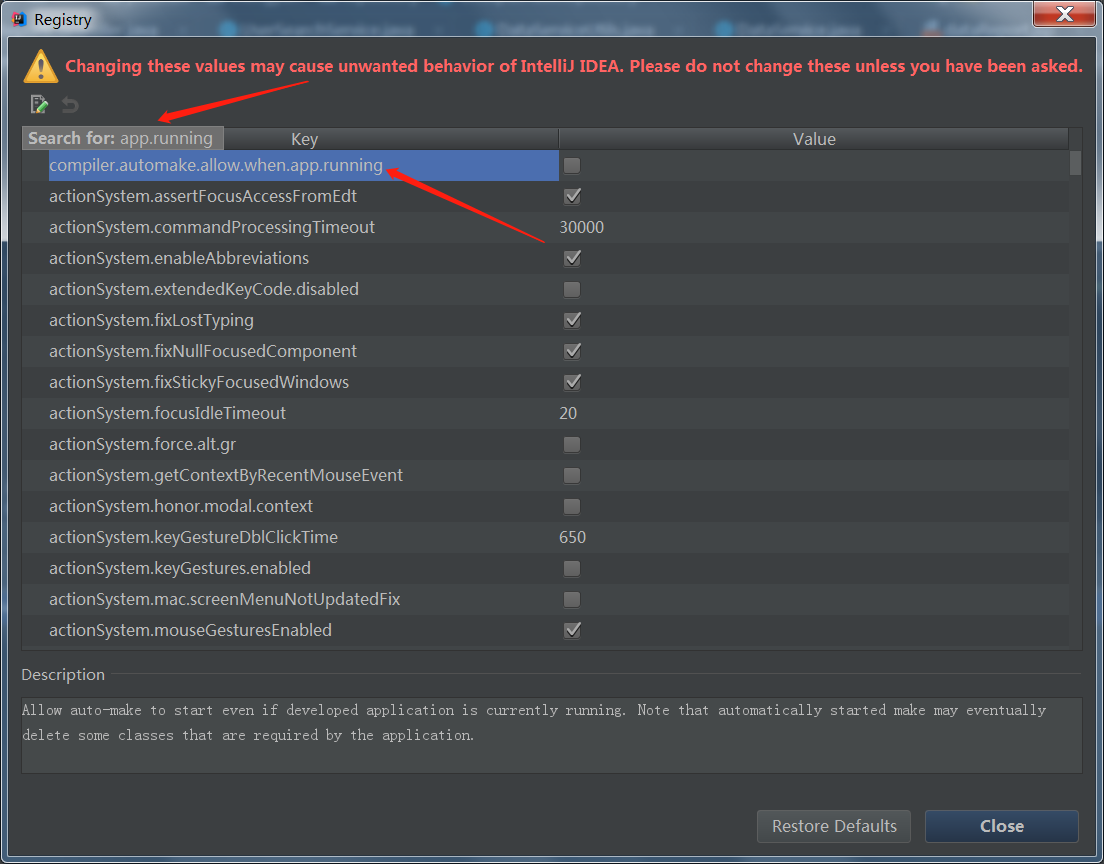 Registry
Changing these values may cause unwanted behavior of IntelliJ IDEA. Please do not change these unless you have been asked.
Search for: app.running Key Value
compiler.automake.allow.when.app.running
actionSystem.assertFocusAccessFromEdt
actionSystem.commandProcessingTimeout 30000
actionSystem.enableAbbreviations
actionSystem.extendedKeyCode.disabled
actionSystem.fixLostTyping
actionSystem.fixNullFocusedComponent
actionSystem.fixStickyFocusedWindows
actionSystem.focusIdleTimeout 20
actionSystem.force.alt.gr
actionSystem.getContextByRecentMouseEvent
actionSystem.honor.modal.context
actionSystem.keyGestureDblClickTime 650
actionSystem.keyGestures.enabled
actionSystem.mac.screenMenuNotUpdatedFix
actionSystem.mouseGesturesEnabled
Description
Allow auto-make to start even if developed application is currently running. Note that automatically started make may eventually
delete some classes that are required by the application.
Restore Defaults Close